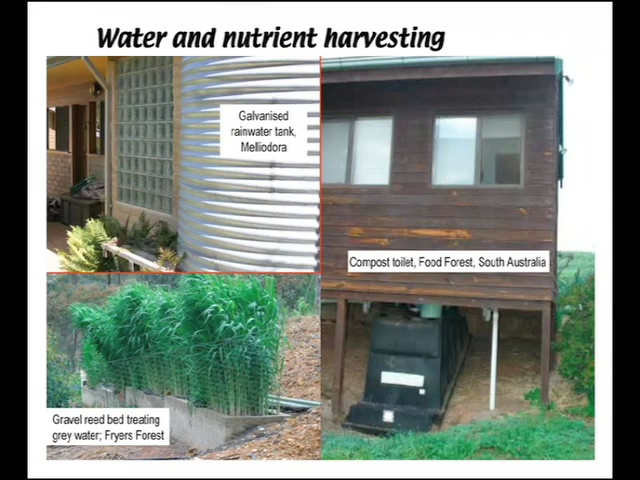 Water and nutrient harvesting
Galvanised
rainwater tank,
Melliodora
Compost toilet, Food Forest, South Australia
Gravel reed bed treating
grey water; Fryers Forest